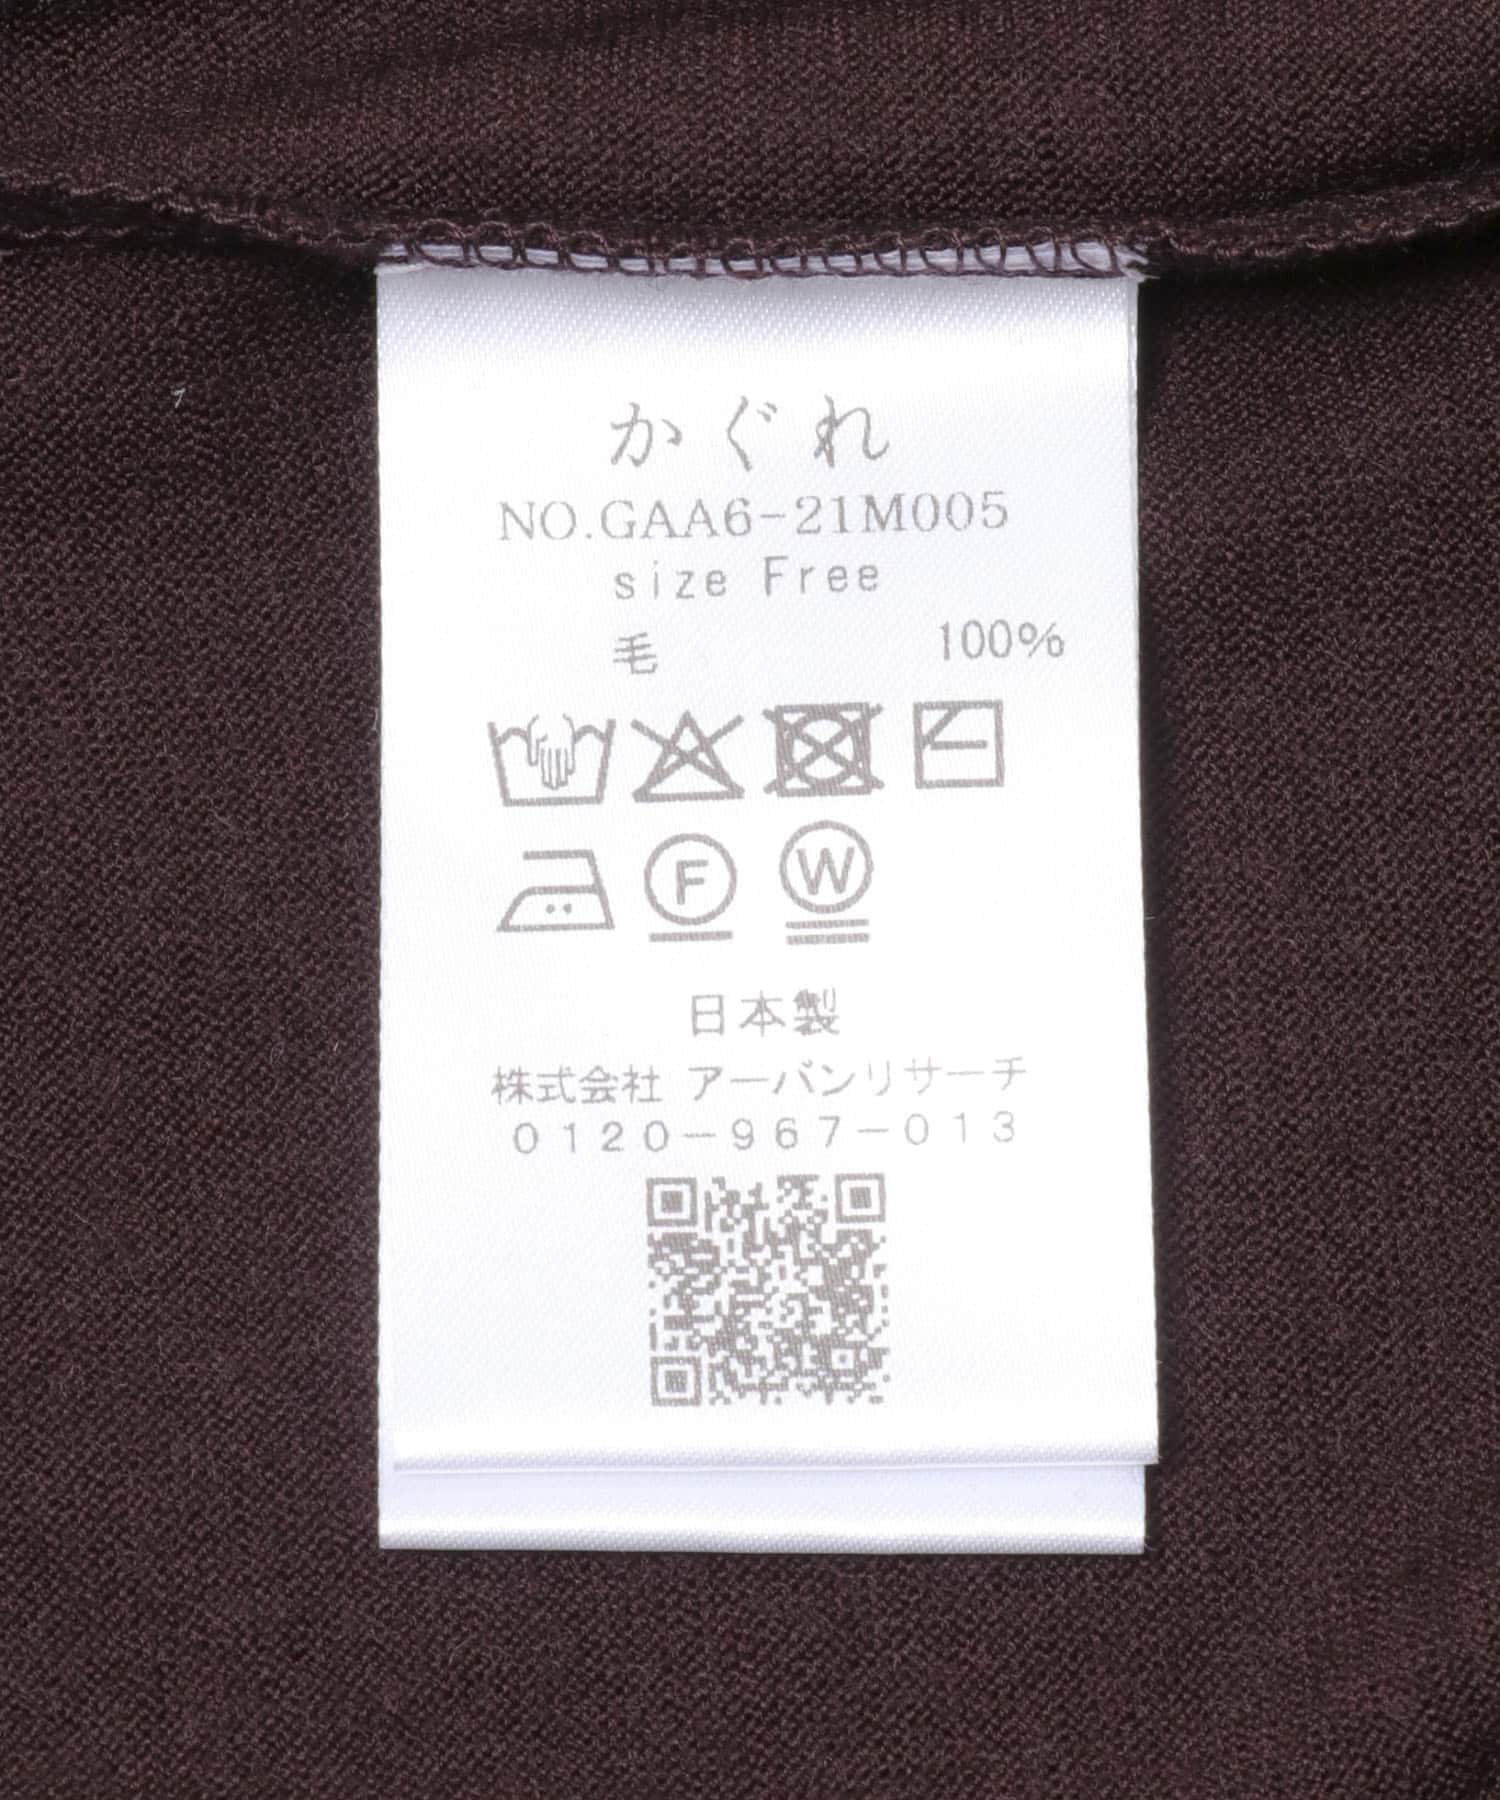 かぐれ
NO.GAA6-21M005
size Free
毛 100%
F W
日本製
株式会社 アーバンリサーチ
0120-967-013